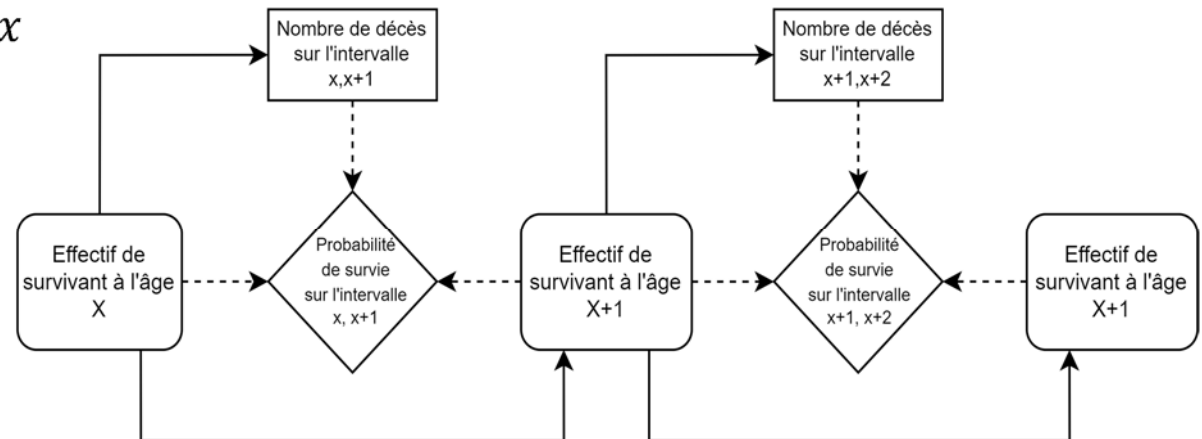 x
Nombre de décès
sur l'intervalle
x,x+1
Nombre de décès
sur l'intervalle
x+1,x+2
Effectif de
survivant à l'âge
X
Probabilité
de survie
sur l'intervalle
x, x+1
Effectif de
survivant à l'âge
X+1
Probabilité
de survie
sur l'intervalle
x+1, x+2
Effectif de
survivant à l'âge
X+1